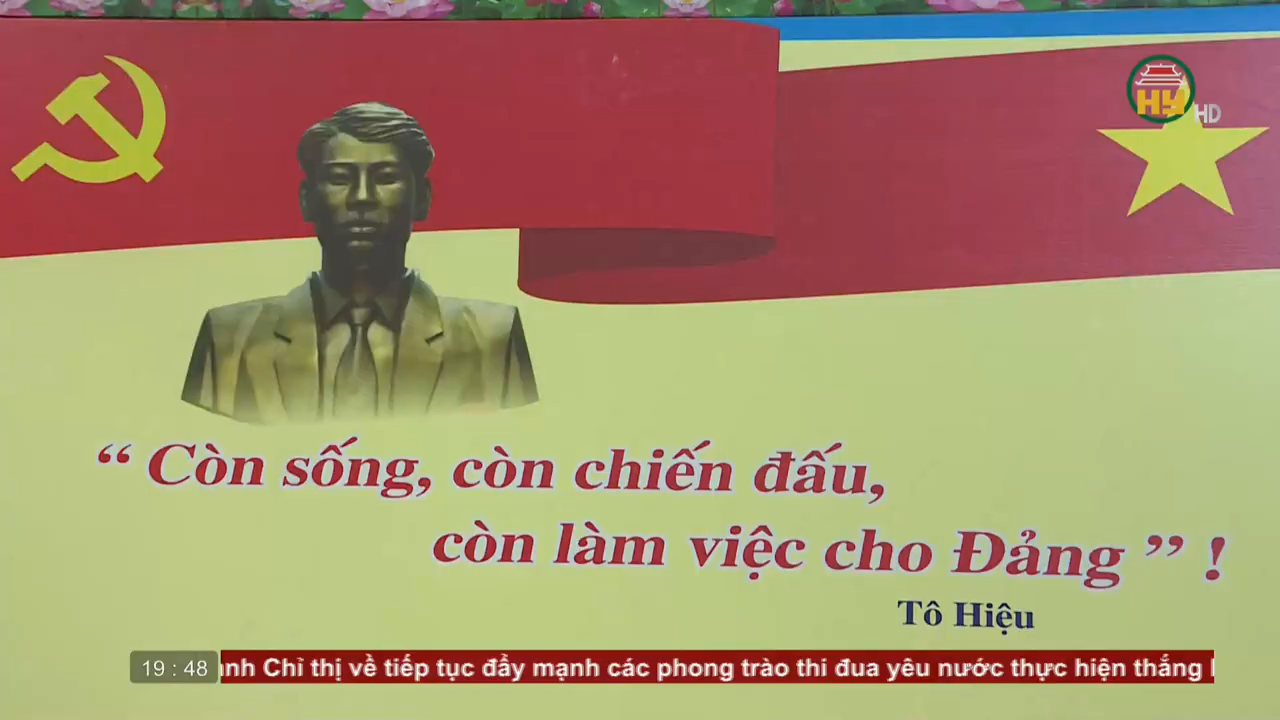 HY HD
“ Còn sống, còn chiến đấu,
còn làm việc cho Đảng ” !
Tô Hiệu
19 : 48
Chỉ thị về tiếp tục đẩy mạnh các phong trào thi đua yêu nước thực hiện thắng